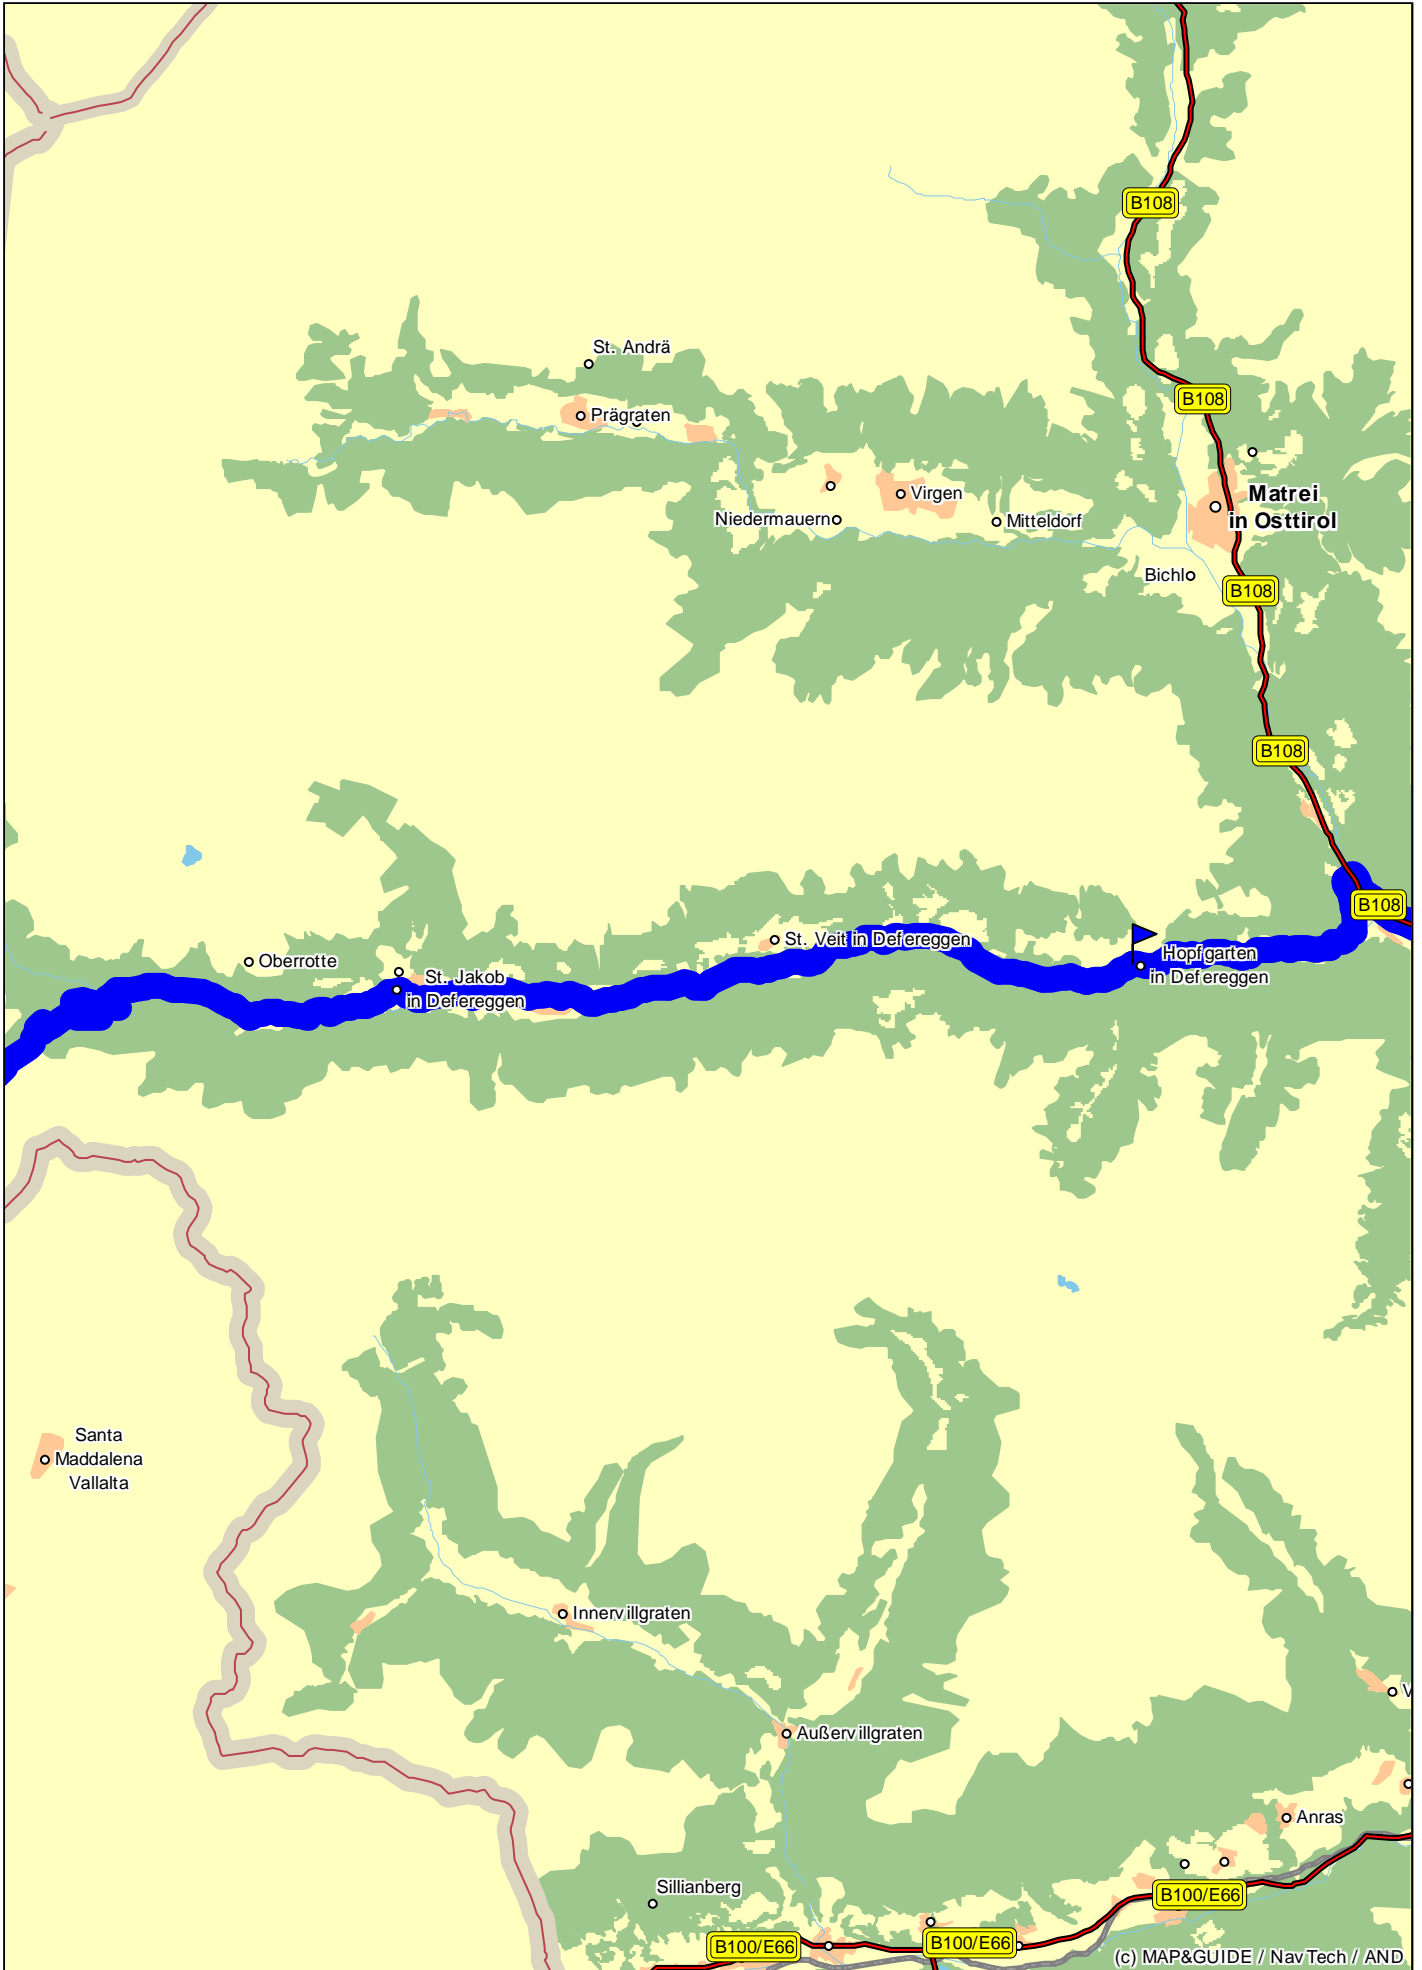 B108
St. Andrä
B108
Prägraten
Virgen
Matrei
in Osttirol
Niedermauern
Mitteldorf
Bichl
B108
B108
B108
St. Veit in Defereggen
Hopfgarten
in Defereggen
Oberrotte
St. Jakob
in Defereggen
Santa
Maddalena
Vallalta
Innervillgraten
V
Außervillgraten
Anras
Sillianberg
B100/E66
B100/E66
B100/E66
(c) MAP&GUIDE / NavTech / AND